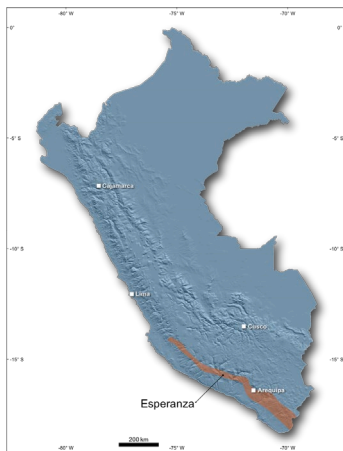 -80° W -75° W -70° W
0° 0°
-5° S -5° S
Cajamarca
-10° S -10° S
Lima
Cusco
-15° S -15° S
Arequipa
Esperanza
200 km
-80° W -75° W -70° W